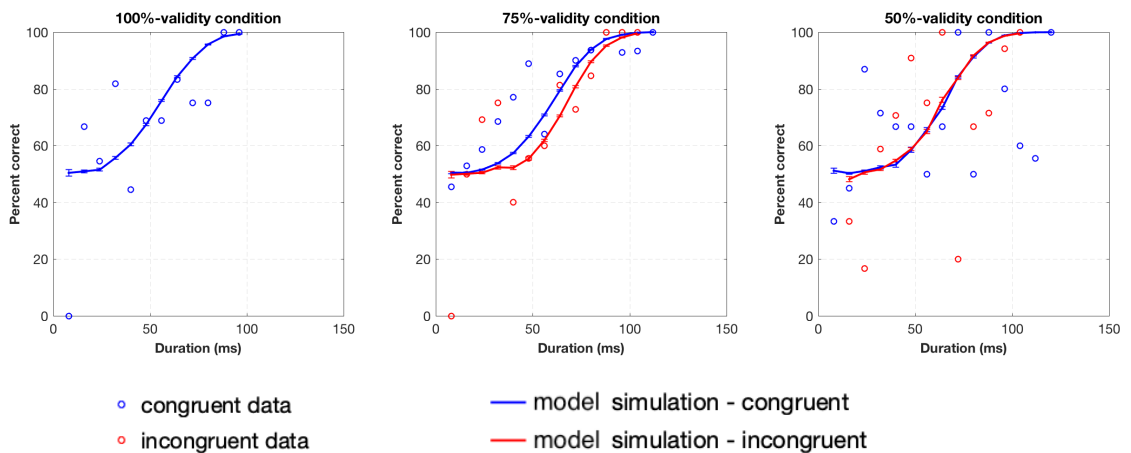 100%-validity condition
100
80
60
40
20
0
0 50 100 150
Percent correct
Duration (ms)
75%-validity condition
100
80
60
40
20
0
0 50 100 150
Percent correct
Duration (ms)
50%-validity condition
100
80
60
40
20
0
0 50 100 150
Percent correct
Duration (ms)
congruent data
model simulation - congruent
incongruent data
model simulation - incongruent